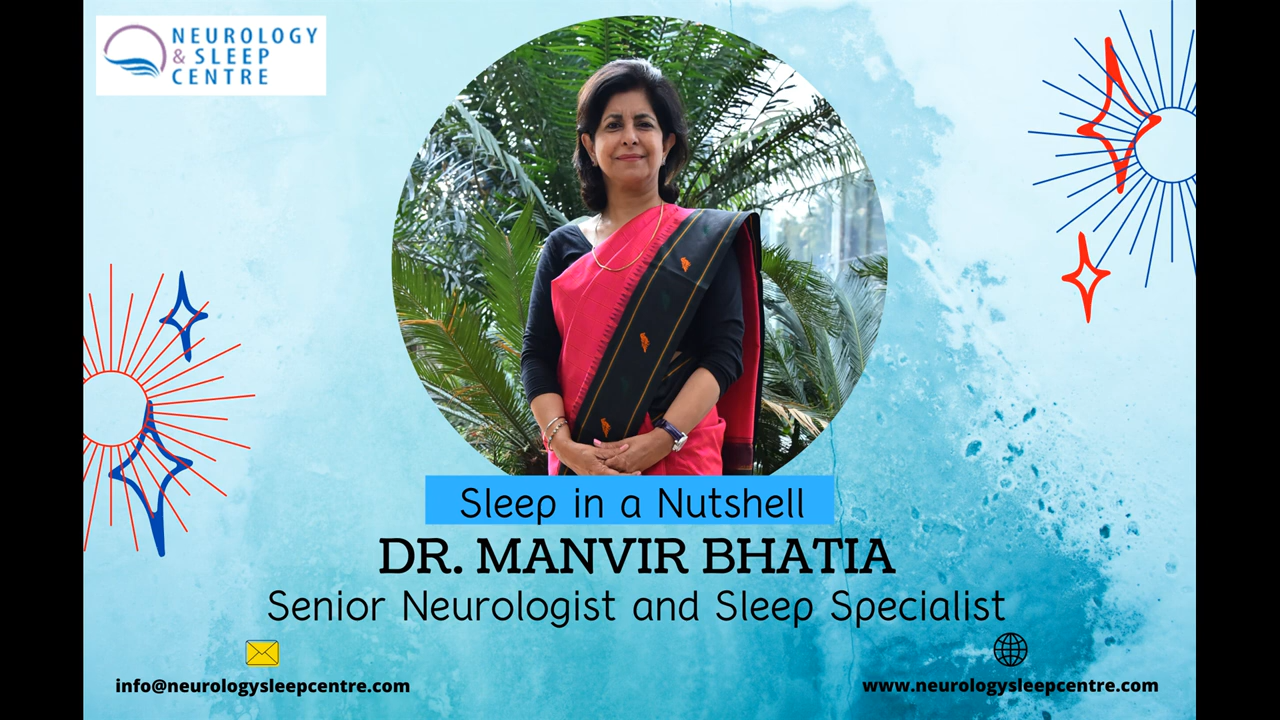 NEUROLOGY
& SLEEP
CENTRE
Sleep in a Nutshell
DR. MANVIR BHATIA
Senior Neurologist and Sleep Specialist
info@neurologysleepcentre.com
www.neurologysleepcentre.com